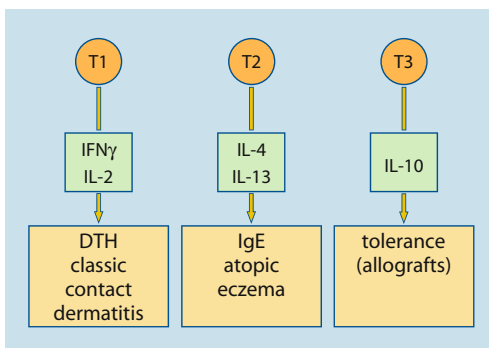 T1
T2
T3
IFNγ
IL-2
IL-4
IL-13
IL-10
DTH
classic
contact
dermatitis
IgE
atopic
eczema
tolerance
(allografts)